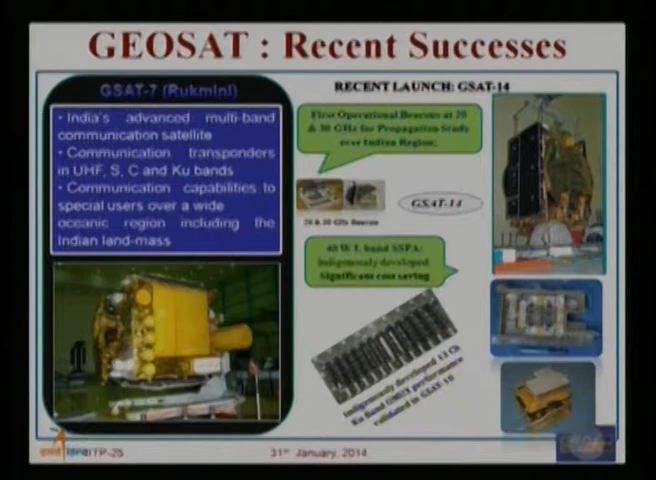 GEOSAT : Recent Successes
GSAT-7 (Rukmini)
• India's advanced multi-band
communication satellite
• Communication transponders
in UHF, S, C and Ku bands
• Communication capabilities to
special users over a wide
oceanic region including the
Indian land-mass
RECENT LAUNCH: GSAT-14
First Operational Beacons at 20
& 30 GHz for Propagation Study
over Indian Region;
20 & 30 GHz Beacon
GSAT-14
40 W L band SSPA:
Indigenously developed
Significant cost saving
Indigenously developed 13 Ch
Ku Band performance
validated in GSAT-10
ITP-25
31st January, 2014